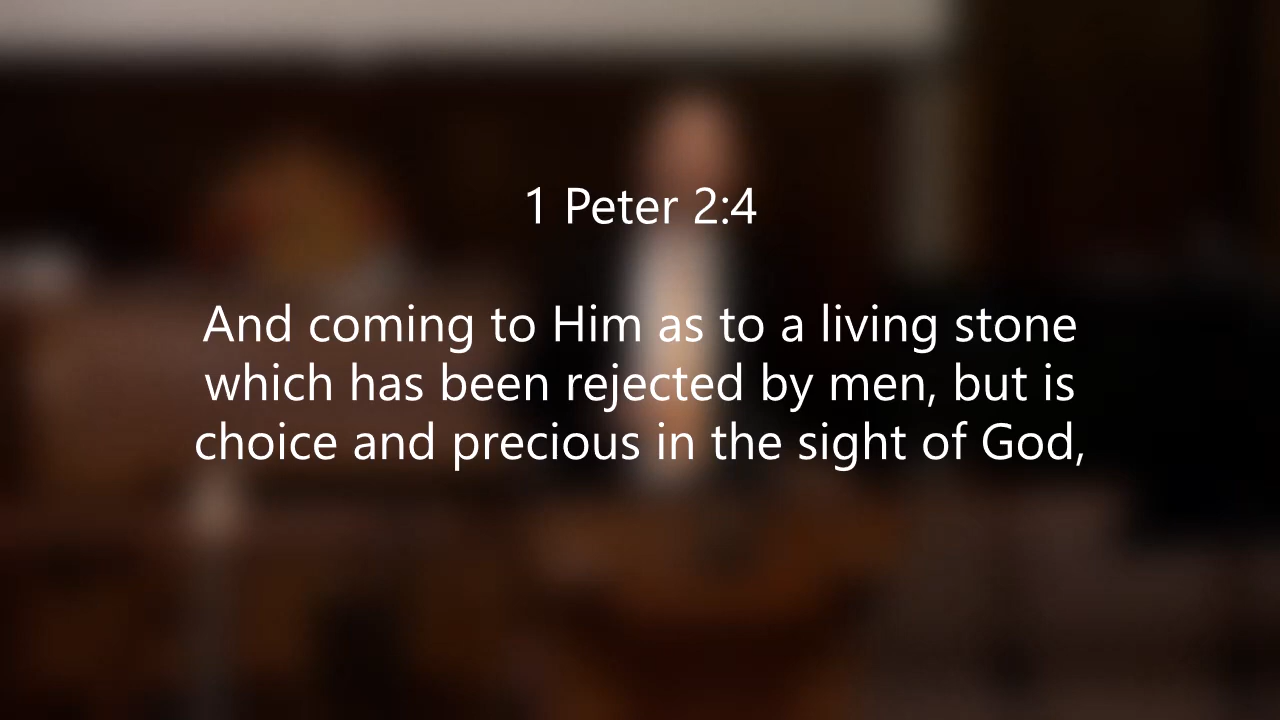 1 Peter 2:4
And coming to Him as to a living stone
which has been rejected by men, but is
choice and precious in the sight of God,